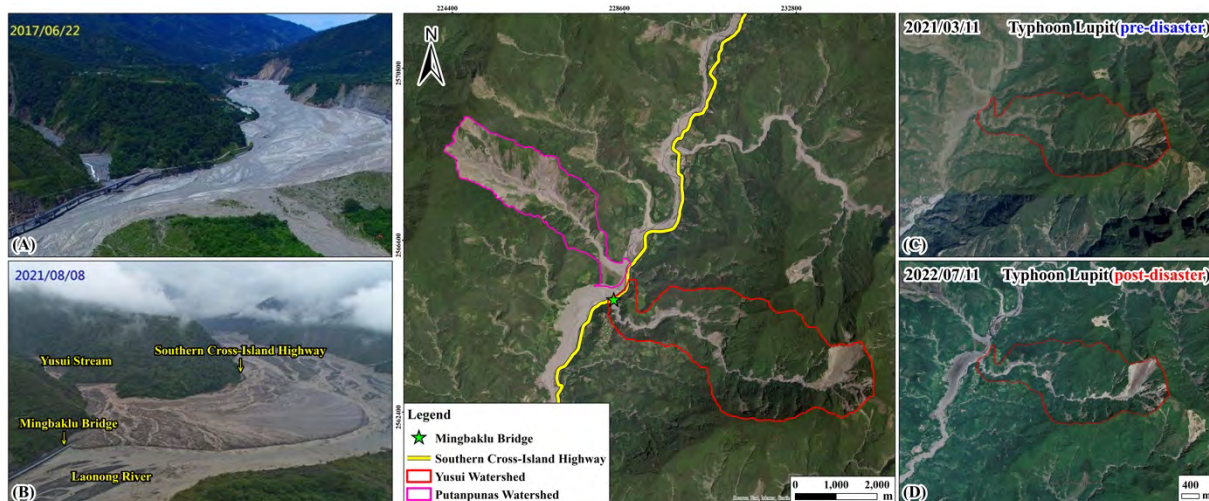 2017/06/22
(A)
2021/08/08
Yusui Stream
Southern Cross-Island Highway
Mingbaklu Bridge
Laonong River
(B)
224400
228600
232800
N
2570800
2566600
2562400
Legend
Mingbaklu Bridge
Southern Cross-Island Highway
Yusui Watershed
Putanpunas Watershed
0 1,000 2,000
m
2021/03/11 Typhoon Lupit(pre-disaster)
(C)
2022/07/11 Typhoon Lupit(post-disaster)
(D)
400
m